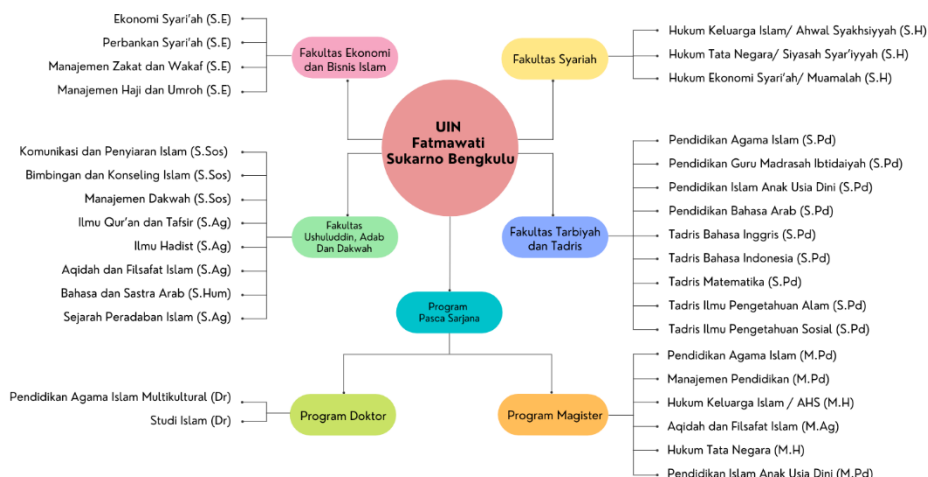 Ekonomi Syari'ah (S.E)
Perbankan Syari'ah (S.E)
Manajemen Zakat dan Wakaf (S.E)
Manajemen Haji dan Umroh (S.E)
Fakultas Ekonomi
dan Bisnis Islam
Fakultas Syariah
Hukum Keluarga Islam/ Ahwal Syakhsiyyah (S.H)
Hukum Tata Negara/ Siyasah Syar'iyyah (S.H)
Hukum Ekonomi Syari'ah/ Muamalah (S.H)
UIN
Fatmawati
Sukarno Bengkulu
Komunikasi dan Penyiaran Islam (S.Sos)
Bimbingan dan Konseling Islam (S.Sos)
Manajemen Dakwah (S.Sos)
Ilmu Qur'an dan Tafsir (S.Ag)
Ilmu Hadist (S.Ag)
Aqidah dan Filsafat Islam (S.Ag)
Bahasa dan Sastra Arab (S.Hum)
Sejarah Peradaban Islam (S.Ag)
Fakultas
Ushuluddin, Adab
Dan Dakwah
Fakultas Tarbiyah
dan Tadris
Pendidikan Agama Islam (S.Pd)
Pendidikan Guru Madrasah Ibtidaiyah (S.Pd)
Pendidikan Islam Anak Usia Dini (S.Pd)
Pendidikan Bahasa Arab (S.Pd)
Tadris Bahasa Inggris (S.Pd)
Tadris Bahasa Indonesia (S.Pd)
Tadris Matematika (S.Pd)
Tadris Ilmu Pengetahuan Alam (S.Pd)
Tadris Ilmu Pengetahuan Sosial (S.Pd)
Program
Pasca Sarjana
Pendidikan Agama Islam Multikultural (Dr)
Studi Islam (Dr)
Program Doktor
Program Magister
Pendidikan Agama Islam (M.Pd)
Manajemen Pendidikan (M.Pd)
Hukum Keluarga Islam / AHS (M.H)
Aqidah dan Filsafat Islam (M.Ag)
Hukum Tata Negara (M.H)
Pendidikan Islam Anak Usia Dini (M.Pd)